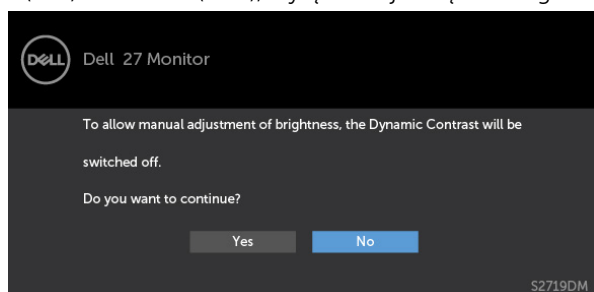 DELL
Dell 27 Monitor
To allow manual adjustment of brightness, the Dynamic Contrast will be
switched off.
Do you want to continue?
Yes
No
S2719DM